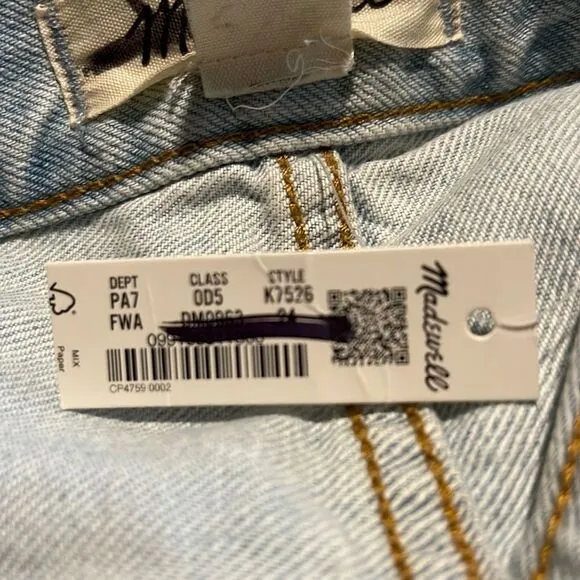 DEPT CLASS STYLE
PA7 0D5 K7526
FWA
CP4759 0002
MIX
Paper
Madewell